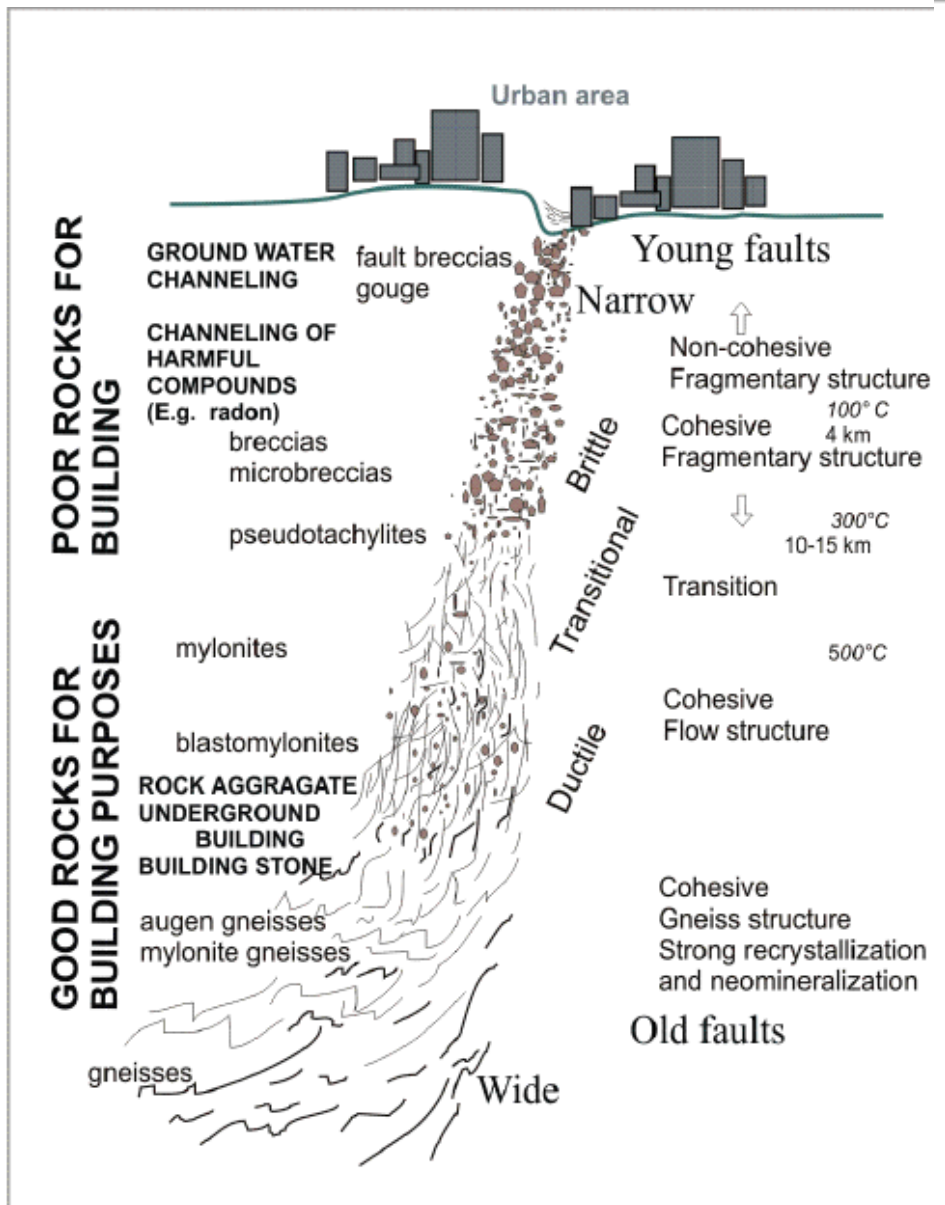 Urban area
POOR ROCKS FOR
BUILDING
GROUND WATER
CHANNELING
fault breccias
gouge
Young faults
Narrow
CHANNELING OF
HARMFUL
COMPOUNDS
(E.g. radon)
Non-cohesive
Fragmentary structure
100° C
Cohesive
4 km
Fragmentary structure
breccias
microbreccias
Brittle
pseudotachylites
300°C
10-15 km
Transitional
Transition
GOOD ROCKS FOR
BUILDING PURPOSES
mylonites
500°C
Cohesive
Flow structure
blastomylonites
Ductile
ROCK AGGRAGATE
UNDERGROUND
BUILDING
BUILDING STONE
augen gneisses
mylonite gneisses
Cohesive
Gneiss structure
Strong recrystallization
and neomineralization
Old faults
gneisses
Wide